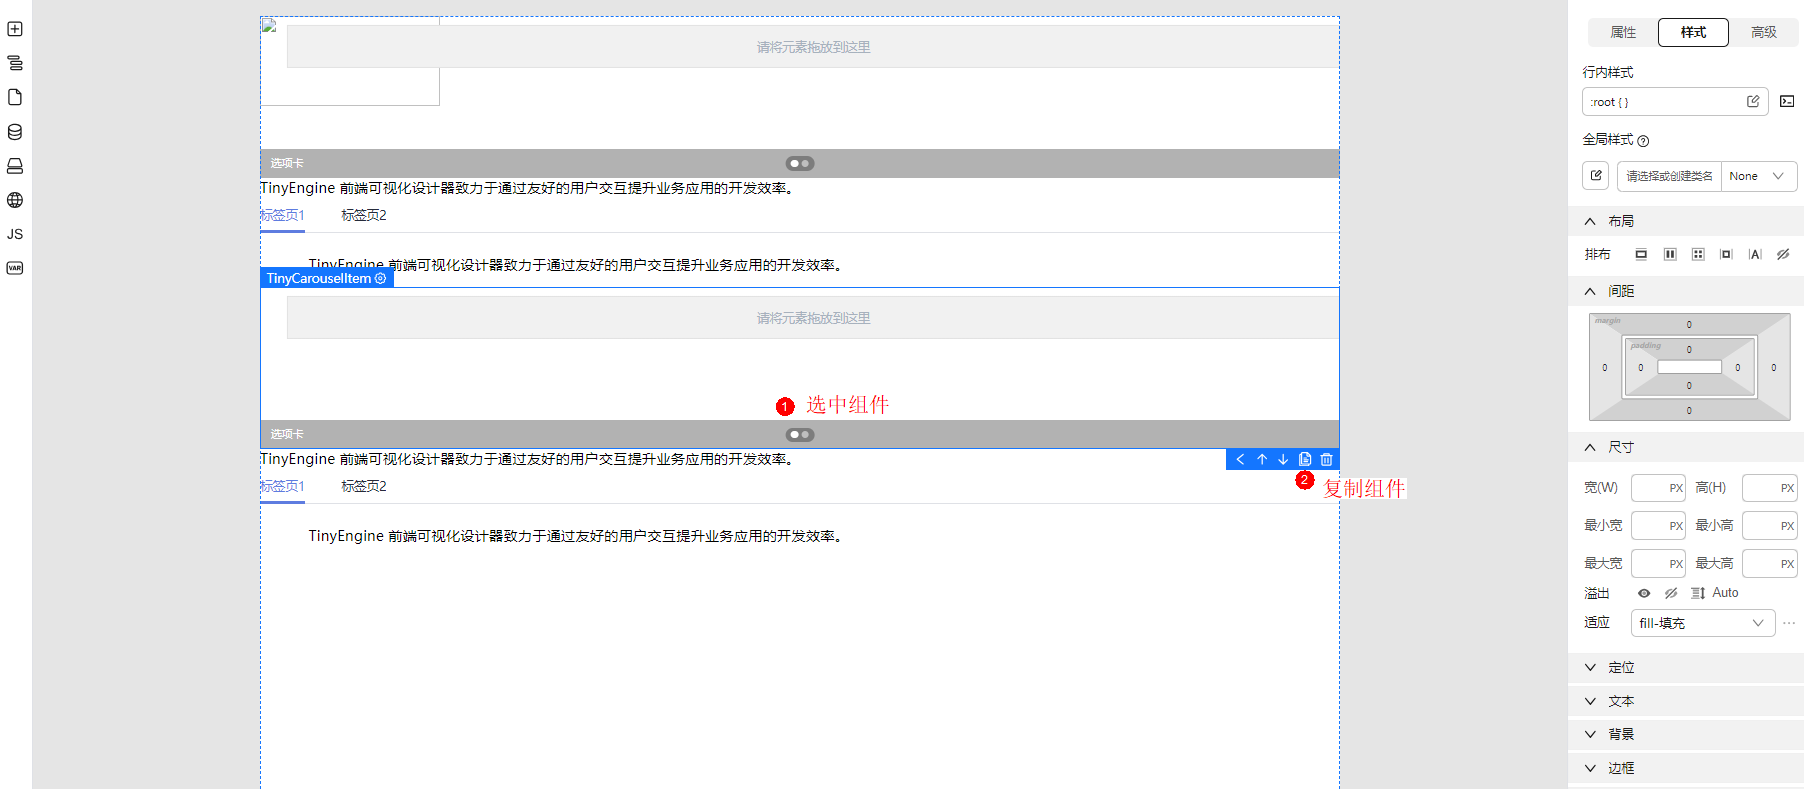 请将元素拖放到这里
选项卡
TinyEngine 前端可视化设计器致力于通过友好的用户交互提升业务应用的开发效率。
标签页1 标签页2
TinyEngine 前端可视化设计器致力于通过友好的用户交互提升业务应用的开发效率。
TinyCarouselItem
请将元素拖放到这里
1 选中组件
选项卡
TinyEngine 前端可视化设计器致力于通过友好的用户交互提升业务应用的开发效率。
2 复制组件
标签页1 标签页2
TinyEngine 前端可视化设计器致力于通过友好的用户交互提升业务应用的开发效率。
JS
VAR
属性 样式 高级
行内样式
:root { }
全局样式
请选择或创建类名 None
布局
排布 A
间距
margin 0
padding 0
0 0 0 0
0
0
尺寸
宽(W) PX 高(H) PX
最小宽 PX 最小高 PX
最大宽 PX 最大高 PX
溢出 Auto
适应 fill-填充
定位
文本
背景
边框